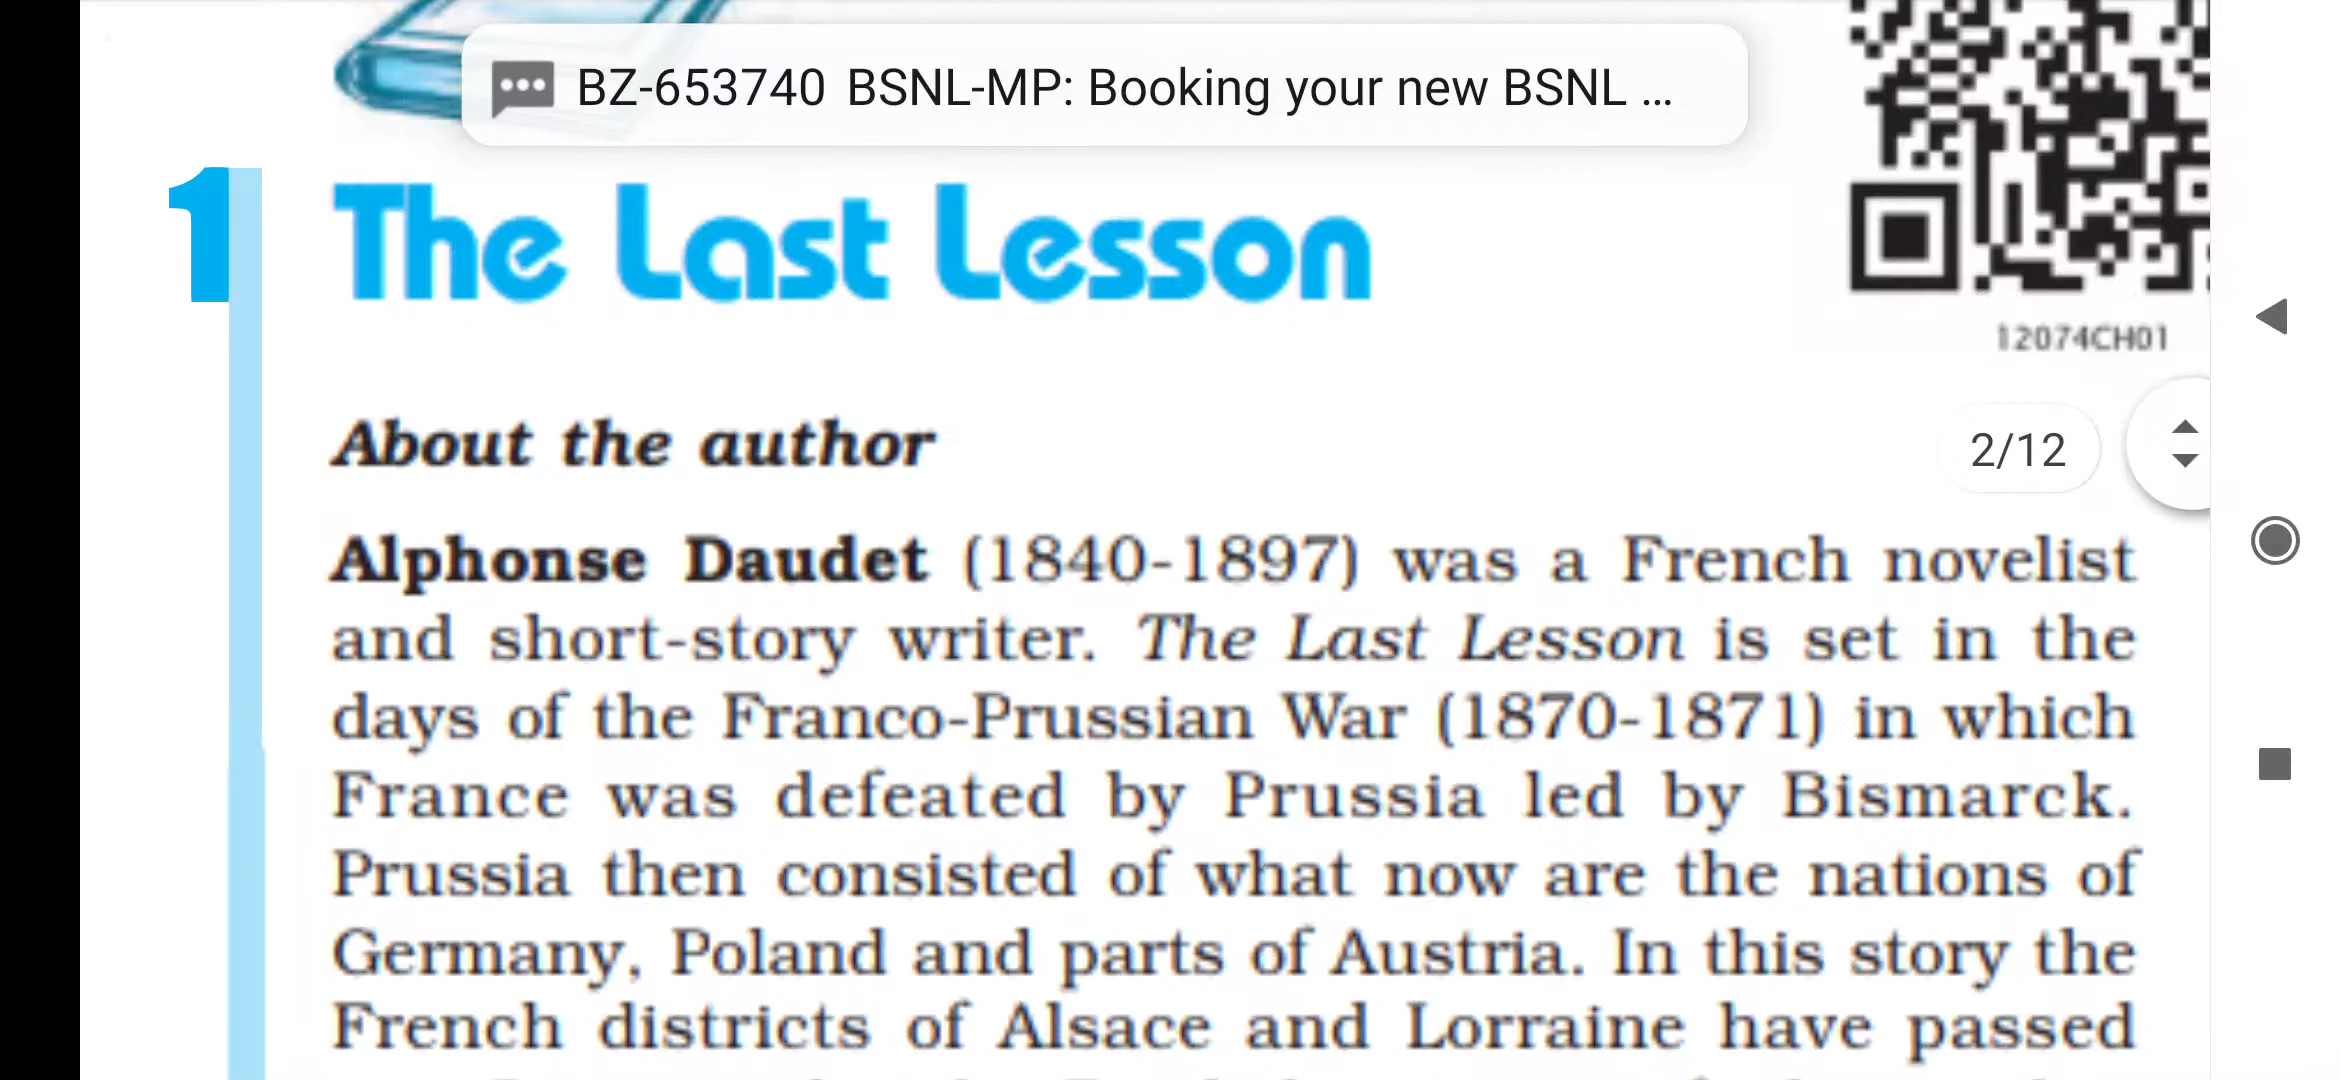 BZ-653740 BSNL-MP: Booking your new BSNL ...
1 The Last Lesson
12074CH01
About the author
2/12
Alphonse Daudet (1840-1897) was a French novelist
and short-story writer. The Last Lesson is set in the
days of the Franco-Prussian War (1870-1871) in which
France was defeated by Prussia led by Bismarck.
Prussia then consisted of what now are the nations of
Germany, Poland and parts of Austria. In this story the
French districts of Alsace and Lorraine have passed